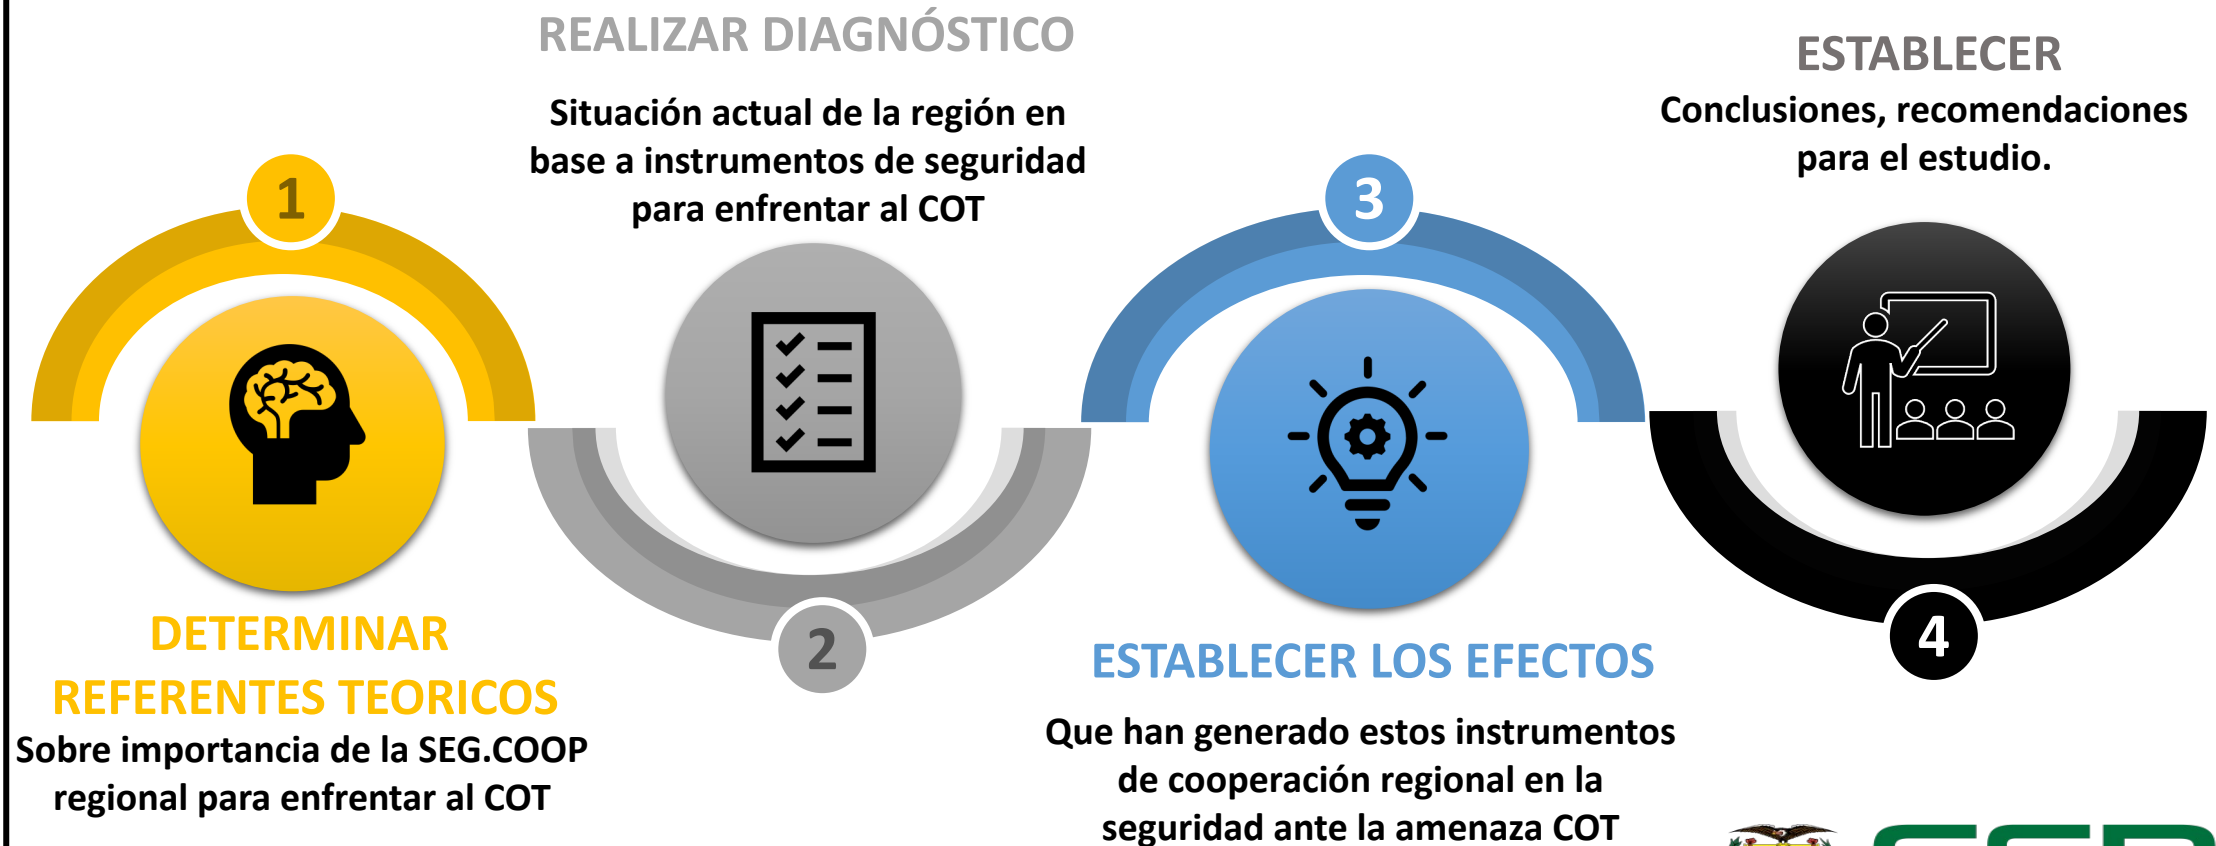 1
DETERMINAR
REFERENTES TEORICOS
Sobre importancia de la SEG.COOP
regional para enfrentar al COT
REALIZAR DIAGNÓSTICO
Situación actual de la región en
base a instrumentos de seguridad
para enfrentar al COT
2
3
ESTABLECER LOS EFECTOS
Que han generado estos instrumentos
de cooperación regional en la
seguridad ante la amenaza COT
ESTABLECER
Conclusiones, recomendaciones
para el estudio.
4